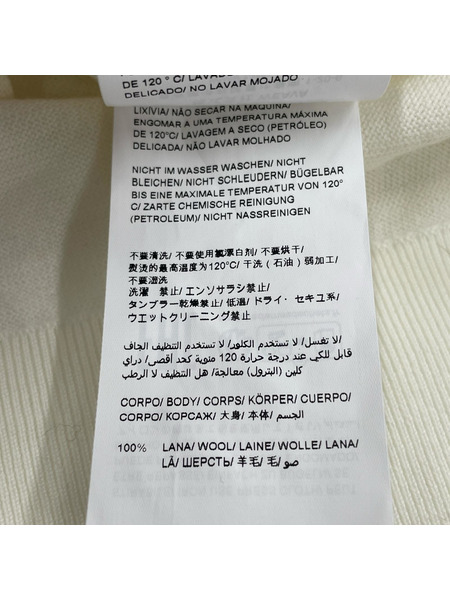 DE 120 ° C/ LAVADO
DELICADO/ NO LAVAR MOJADO
LIXÍVIA/ NÃO SECAR NA MÁQUINA/
ENGOMAR A UMA TEMPERATURA MÁXIMA
DE 120°C/ LAVAGEM A SECO (PETRÓLEO)
DELICADA/ NÃO LAVAR MOLHADO
NICHT IM WASSER WASCHEN/ NICHT
BLEICHEN/ NICHT SCHLEUDERN/ BÜGELBAR
BIS EINE MAXIMALE TEMPERATUR VON 120°
C/ ZARTE CHEMISCHE REINIGUNG
(PETROLEUM)/ NICHT NASSREINIGEN
不要清洗/ 不要使用氯漂白剂/ 不要烘干/
熨烫的最高温度为120°C/ 干洗（石油）弱加工/
不要湿洗
洗濯 禁止/ エンソサラシ禁止/
タンブラー乾燥禁止/ 低温/ ドライ・セキユ系/
ウエットクリーニング禁止
لا تغسل/ لا تستخدم الكلور/ لا تستخدم التنظيف الجاف/
قابل للكي عند درجة حرارة 120 مئوية كحد أقصى/ دراي
كلين (البترول) معالجة/ هل التنظيف لا الرطب
CORPO/ BODY/ CORPS/ KÖRPER/ CUERPO/
CORPO/ КОРСАЖ/ 大身/ 本体/ الجسم
100% LANA/ WOOL/ LAINE/ WOLLE/ LANA/
LÃ/ ШЕРСТЬ/ 羊毛/ 毛/ صو